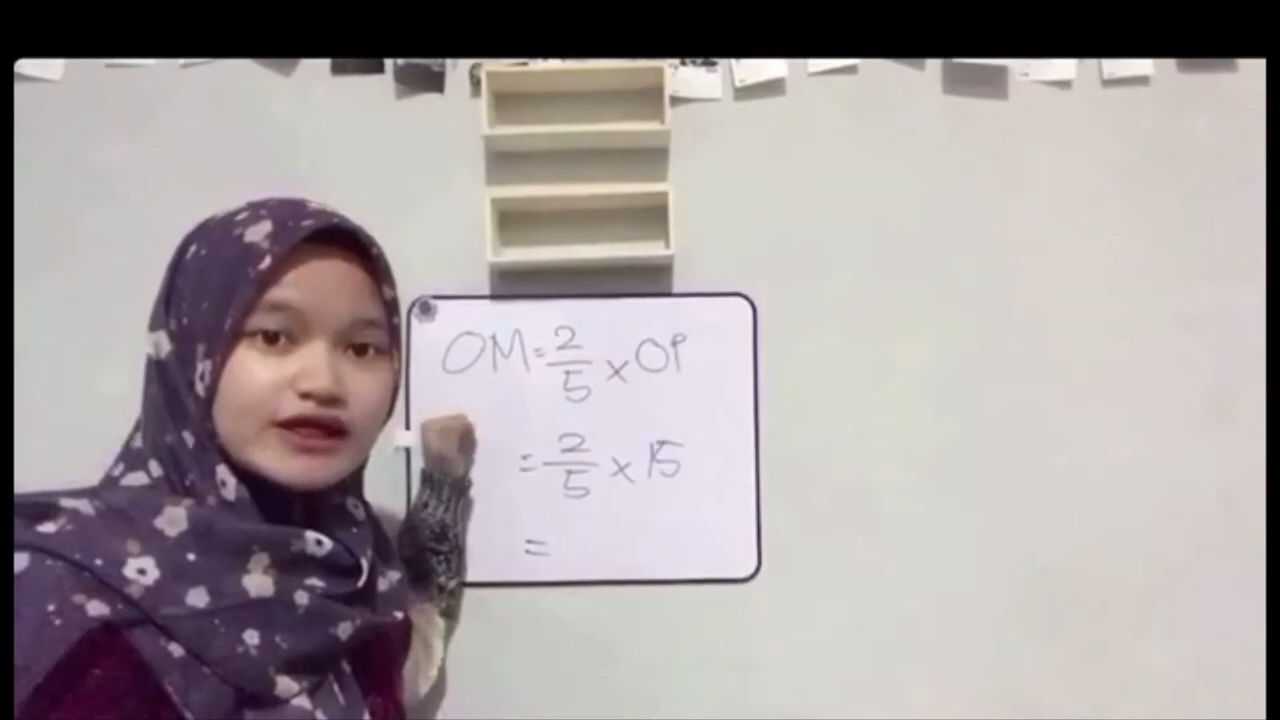 OM = 2/5 × OP
= 2/5 × 15
=